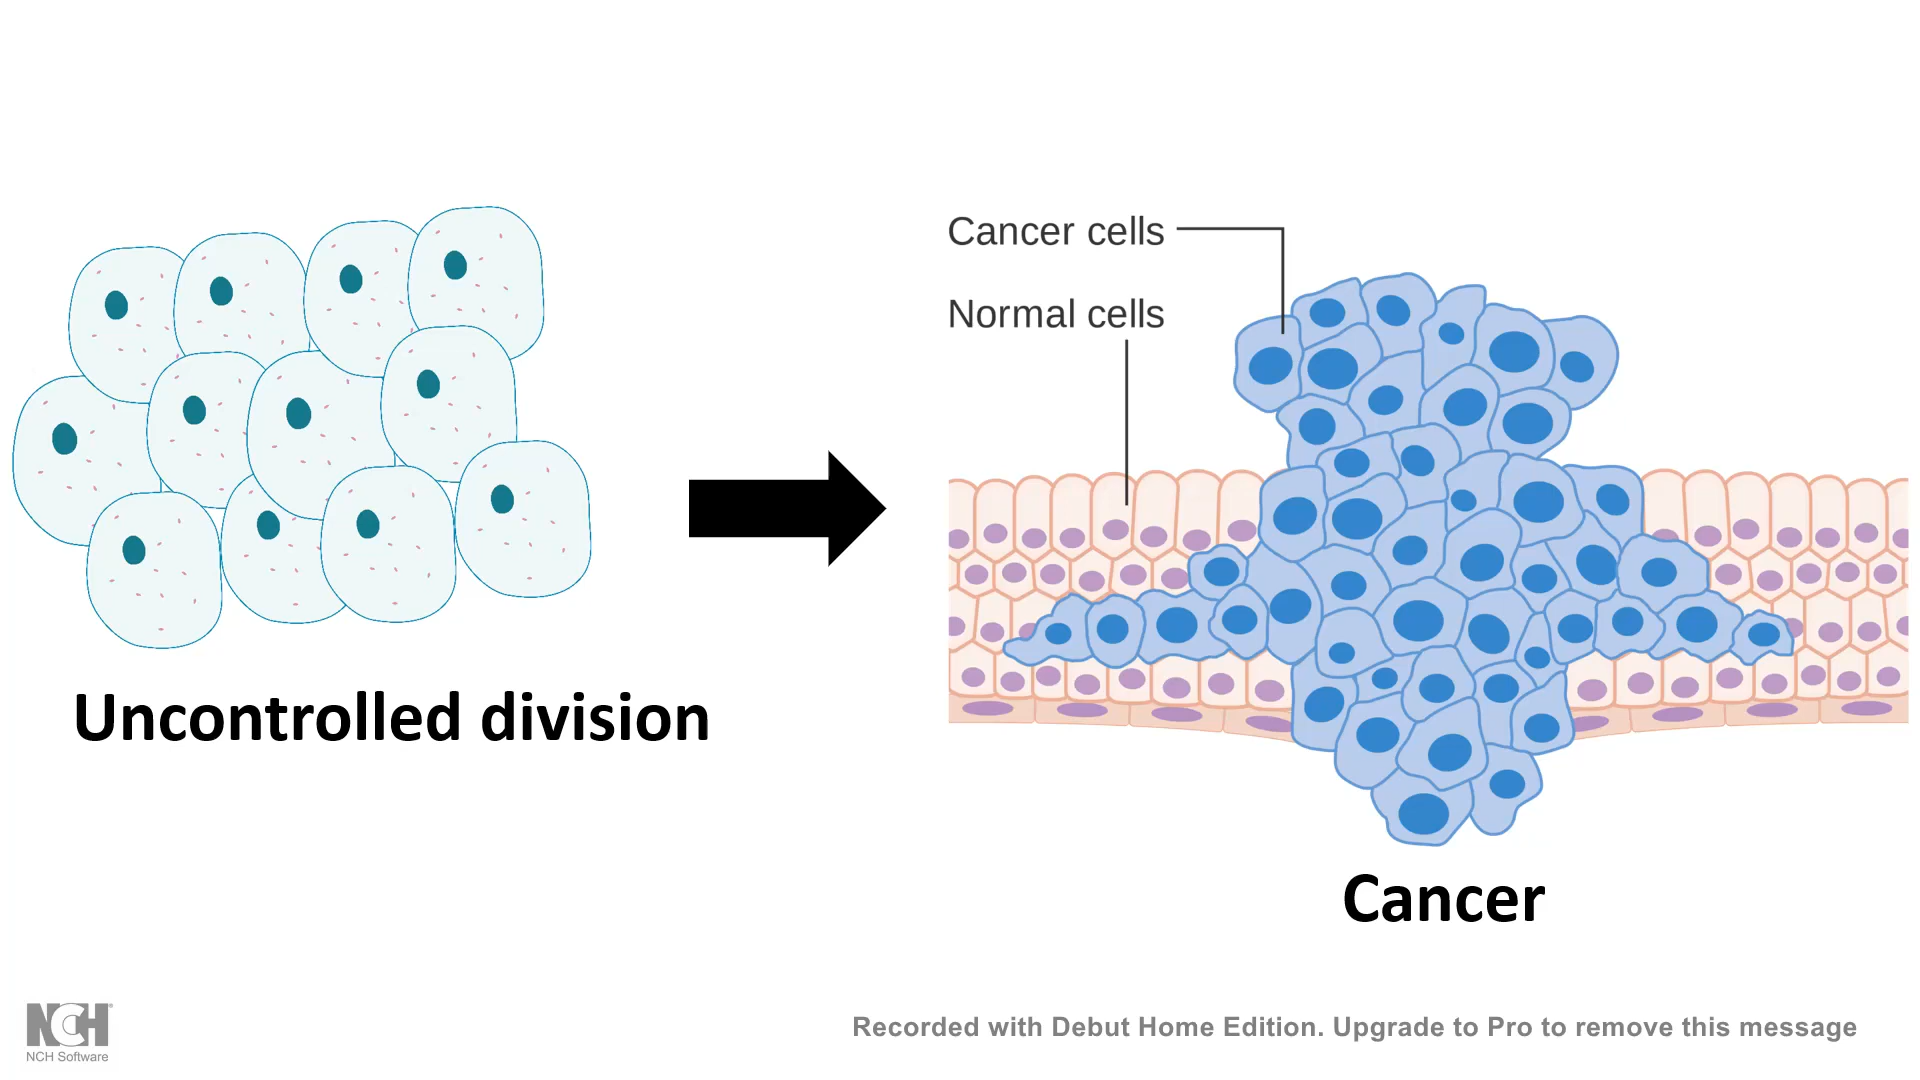 Cancer cells
Normal cells
Uncontrolled division
Cancer
NCH
NCH Software
Recorded with Debut Home Edition. Upgrade to Pro to remove this message